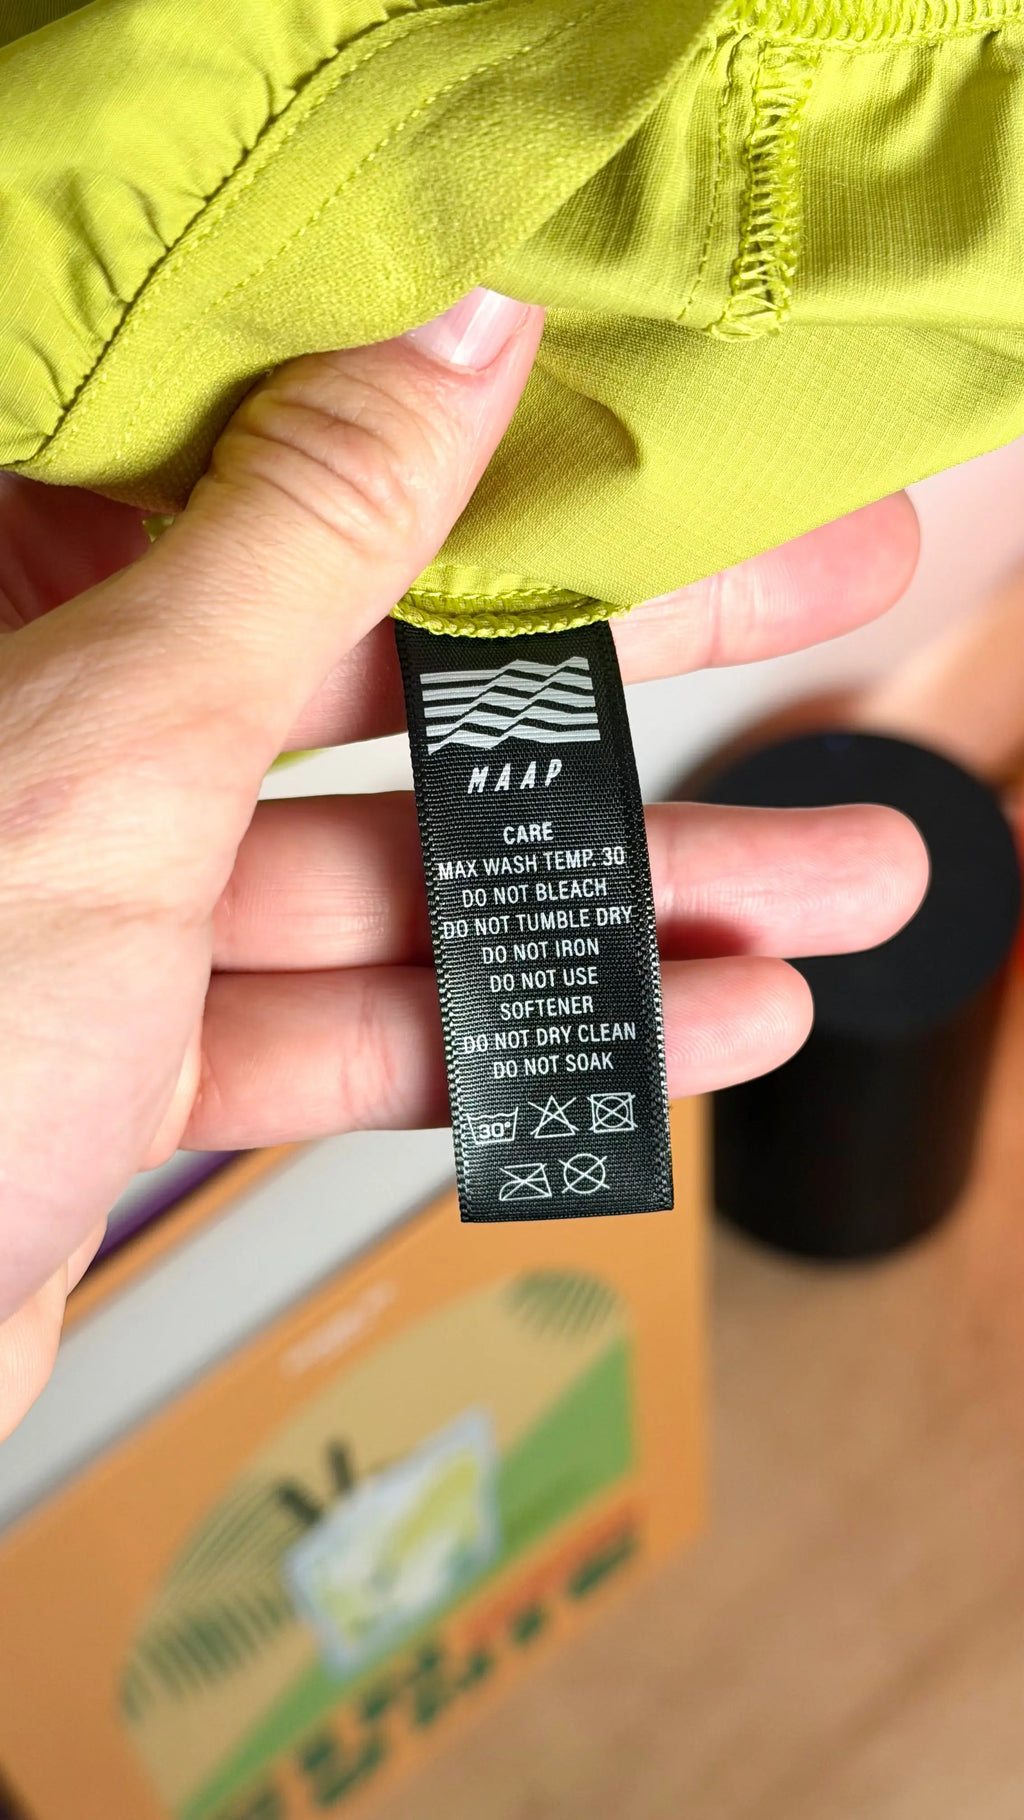 MAAP
CARE
MAX WASH TEMP. 30
DO NOT BLEACH
DO NOT TUMBLE DRY
DO NOT IRON
DO NOT USE
SOFTENER
DO NOT DRY CLEAN
DO NOT SOAK
30°